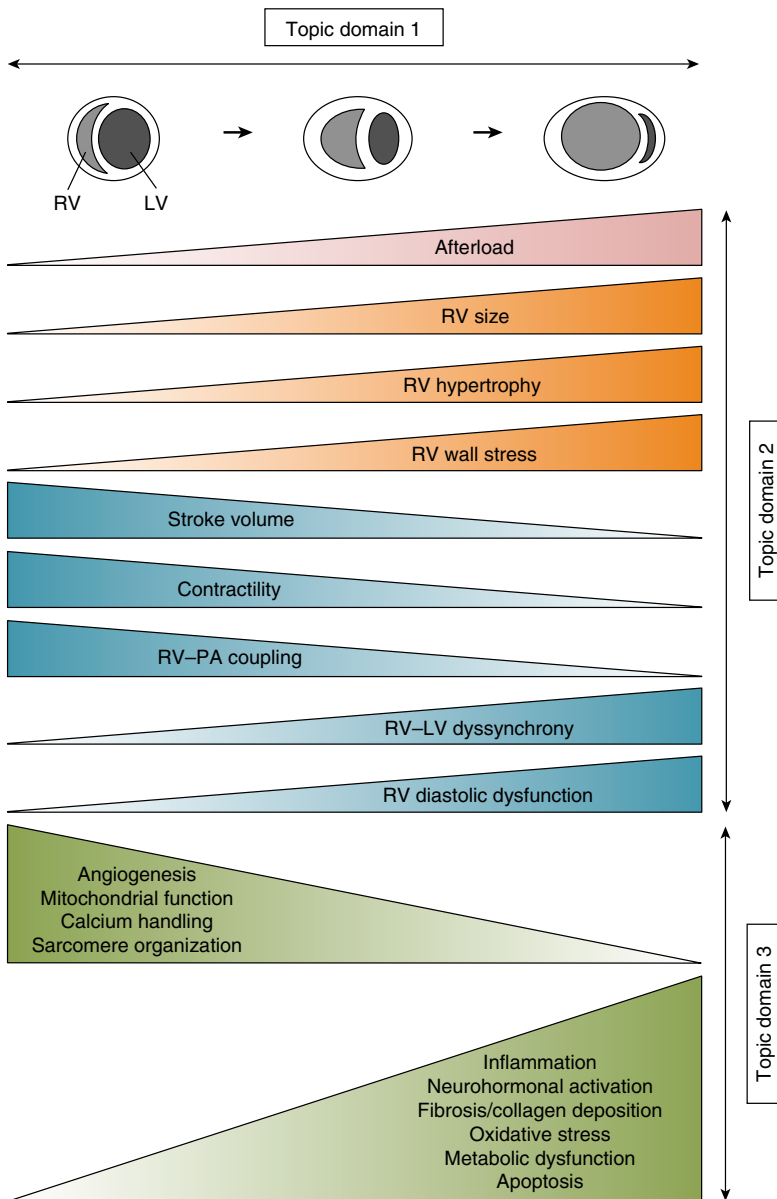 Topic domain 1
RV
LV
Afterload
RV size
RV hypertrophy
RV wall stress
Stroke volume
Contractility
RV–PA coupling
RV–LV dyssynchrony
RV diastolic dysfunction
Topic domain 2
Angiogenesis
Mitochondrial function
Calcium handling
Sarcomere organization
Inflammation
Neurohormonal activation
Fibrosis/collagen deposition
Oxidative stress
Metabolic dysfunction
Apoptosis
Topic domain 3